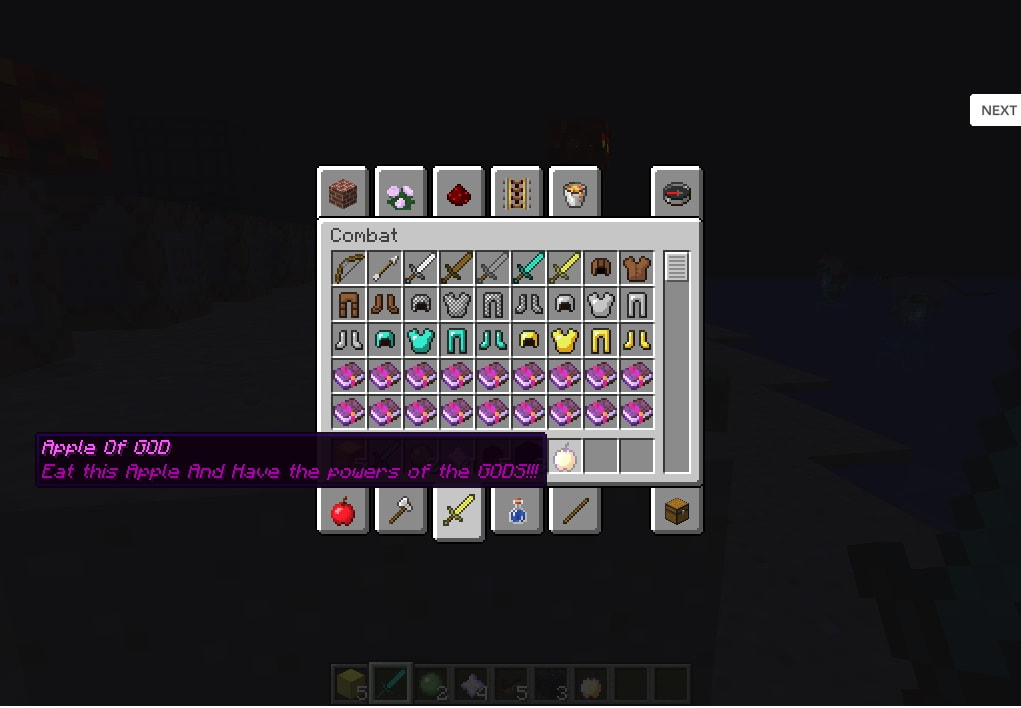 NEXT
Combat
Apple Of GOD
Eat this Apple And Have the powers of the GODS!!!
5 2 4 5 3